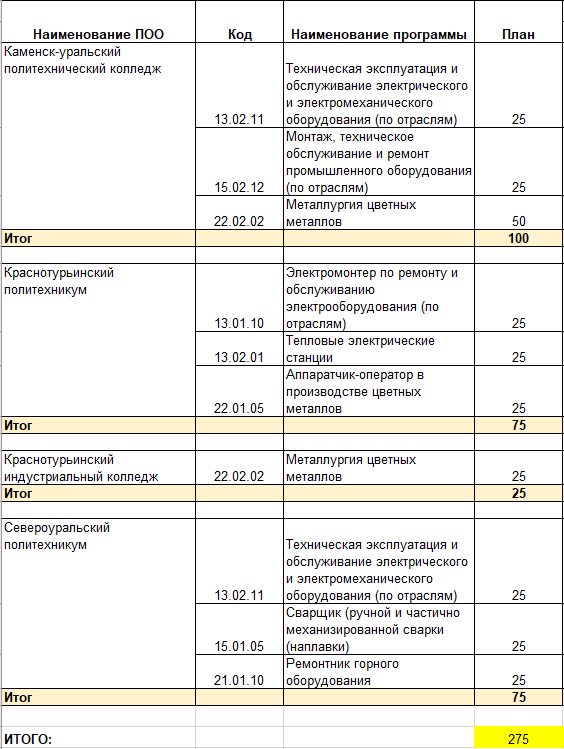 Наименование ПОО Код Наименование программы План
Каменск-уральский
политехнический колледж
Техническая эксплуатация и
обслуживание электрического
и электромеханического
13.02.11 оборудования (по отраслям) 25
Монтаж, техническое
обслуживание и ремонт
промышленного оборудования
15.02.12 (по отраслям) 25
Металлургия цветных
22.02.02 металлов 50
Итог 100
Краснотурьинский
политехникум
Электромонтер по ремонту и
обслуживанию
электрооборудования (по
13.01.10 отраслям) 25
Тепловые электрические
13.02.01 станции 25
Аппаратчик-оператор в
производстве цветных
22.01.05 металлов 25
Итог 75
Краснотурьинский Металлургия цветных
индустриальный колледж 22.02.02 металлов 25
Итог 25
Североуральский
политехникум
Техническая эксплуатация и
обслуживание электрического
и электромеханического
13.02.11 оборудования (по отраслям) 25
Сварщик (ручной и частично
механизированной сварки
15.01.05 (наплавки) 25
Ремонтник горного
21.01.10 оборудования 25
Итог 75
ИТОГО: 275